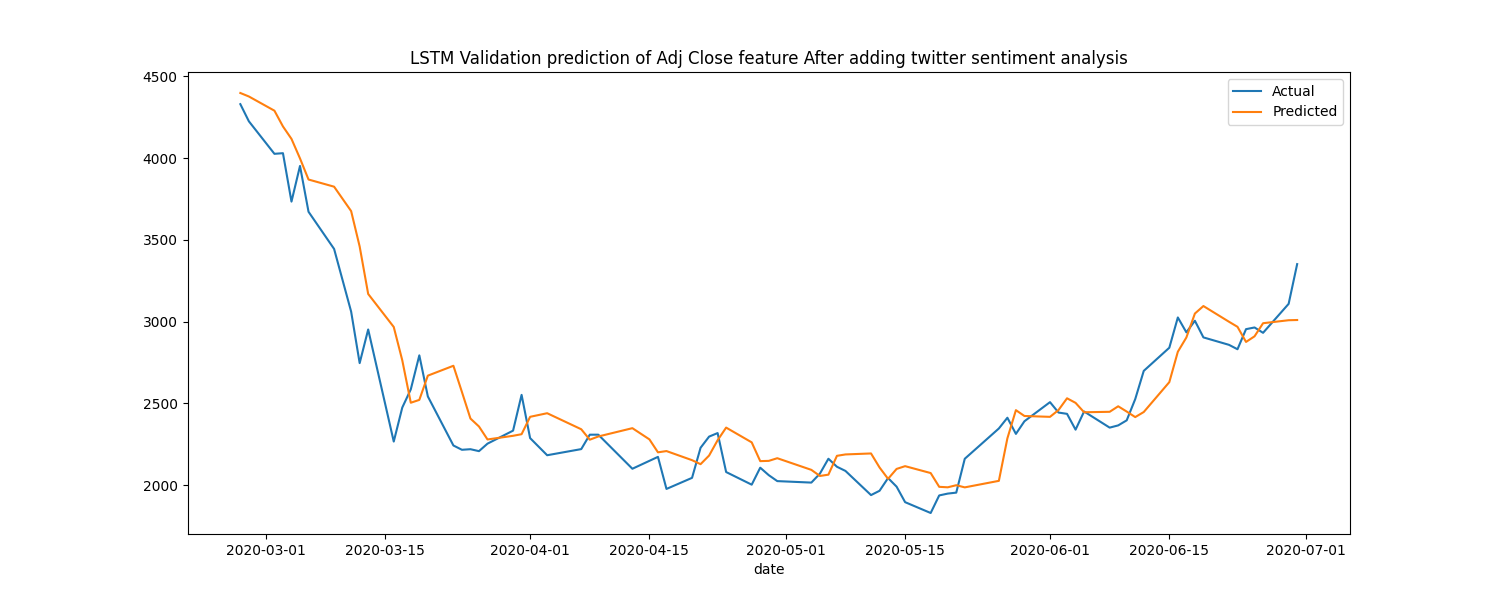 LSTM Validation prediction of Adj Close feature After adding twitter sentiment analysis
Actual
Predicted
4500
4000
3500
3000
2500
2000
2020-03-01 2020-03-15 2020-04-01 2020-04-15 2020-05-01 2020-05-15 2020-06-01 2020-06-15 2020-07-01
date